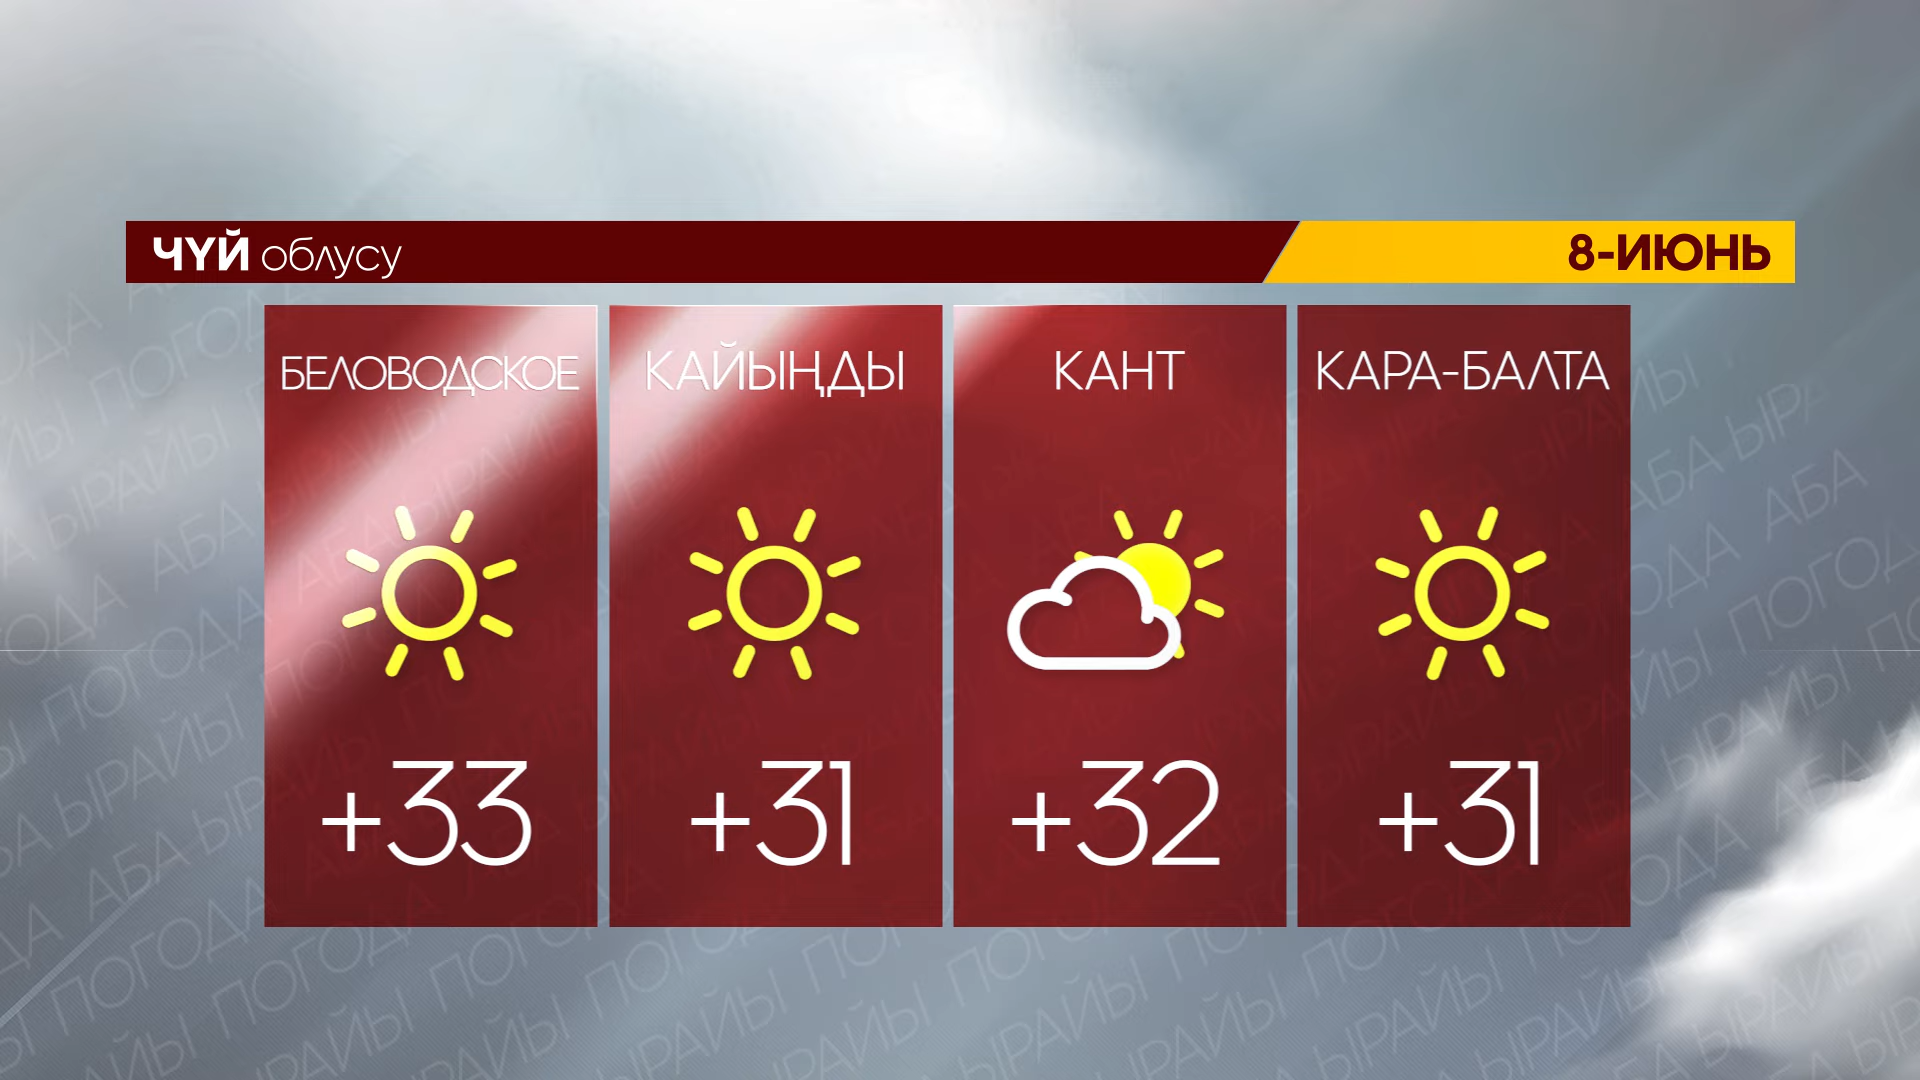 ЧҮЙ облусу
8-ИЮНЬ
БЕЛОВОДСКОЕ
КАЙЫҢДЫ
КАНТ
КАРА-БАЛТА
+33
+31
+32
+31